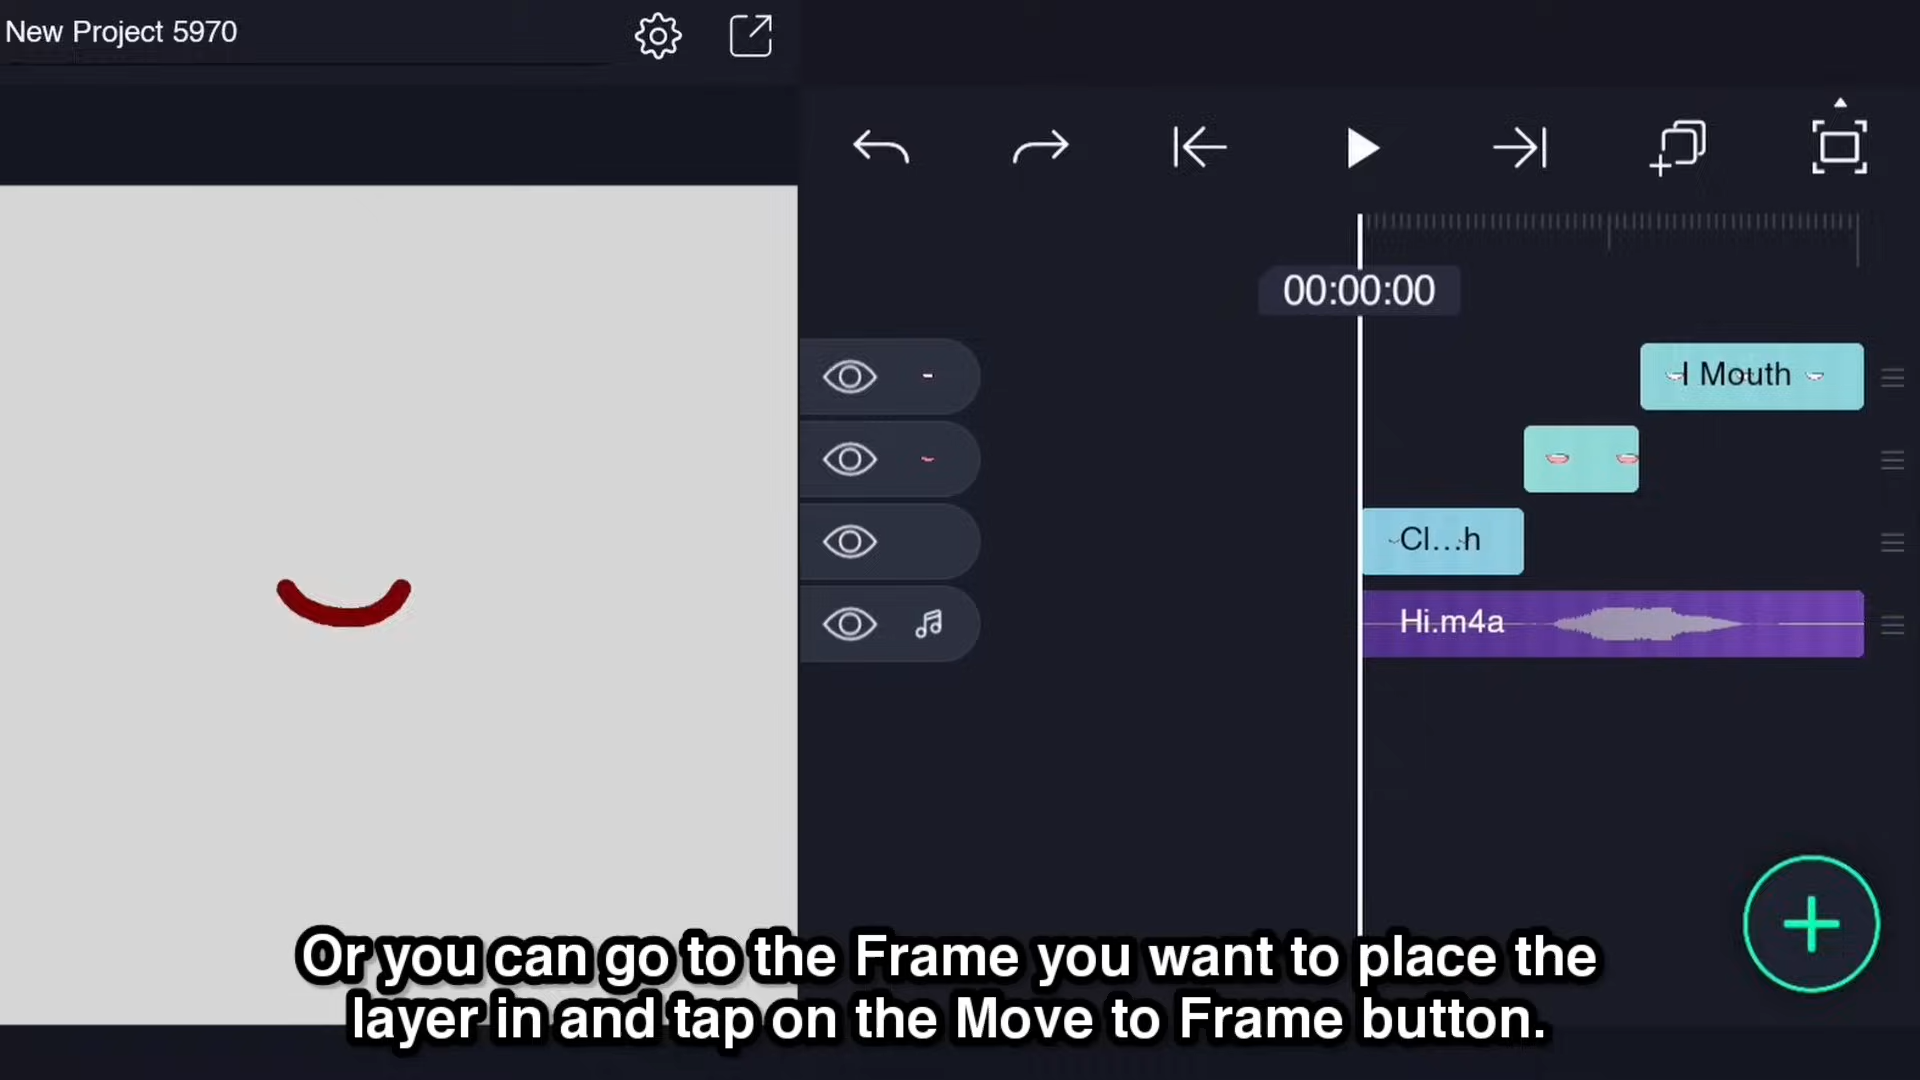 New Project 5970
00:00:00
I Mouth
Cl...h
Hi.m4a
Or you can go to the Frame you want to place the
layer in and tap on the Move to Frame button.